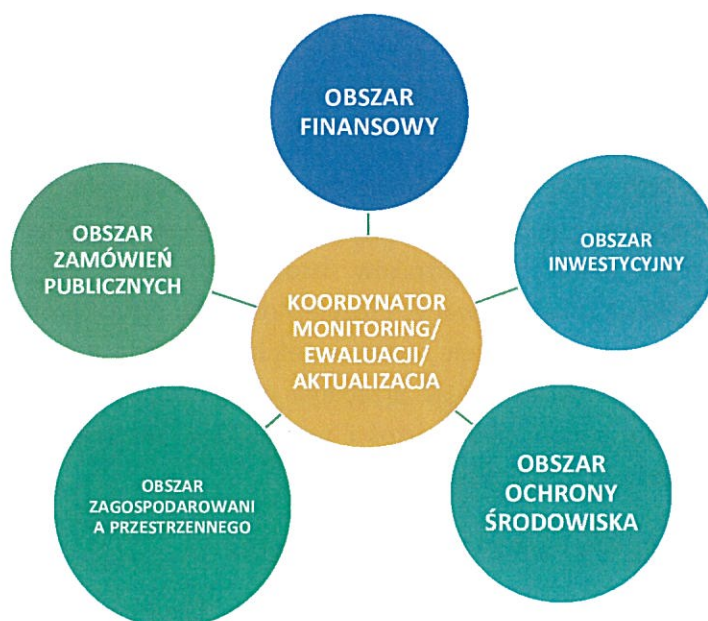 OBSZAR
FINANSOWY
OBSZAR
ZAMÓWIEŃ
PUBLICZNYCH
OBSZAR
INWESTYCYJNY
KOORDYNATOR
MONITORING/
EWALUACJI/
AKTUALIZACJA
OBSZAR
ZAGOSPODAROWANI
A PRZESTRZENNEGO
OBSZAR
OCHRONY
ŚRODOWISKA